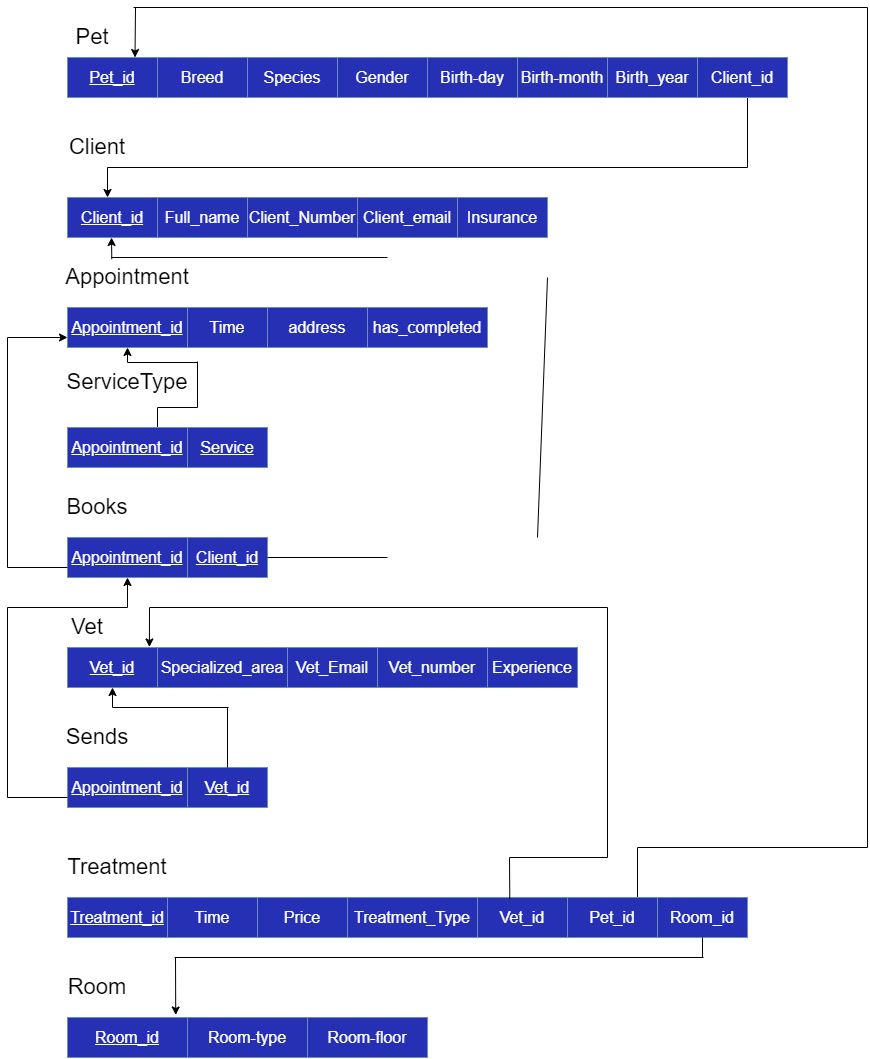 Pet
Pet_id Breed Species Gender Birth-day Birth-month Birth_year Client_id
Client
Client_id Full_name Client_Number Client_email Insurance
Appointment
Appointment_id Time address has_completed
ServiceType
Appointment_id Service
Books
Appointment_id Client_id
Vet
Vet_id Specialized_area Vet_Email Vet_number Experience
Sends
Appointment_id Vet_id
Treatment
Treatment_id Time Price Treatment_Type Vet_id Pet_id Room_id
Room
Room_id Room-type Room-floor